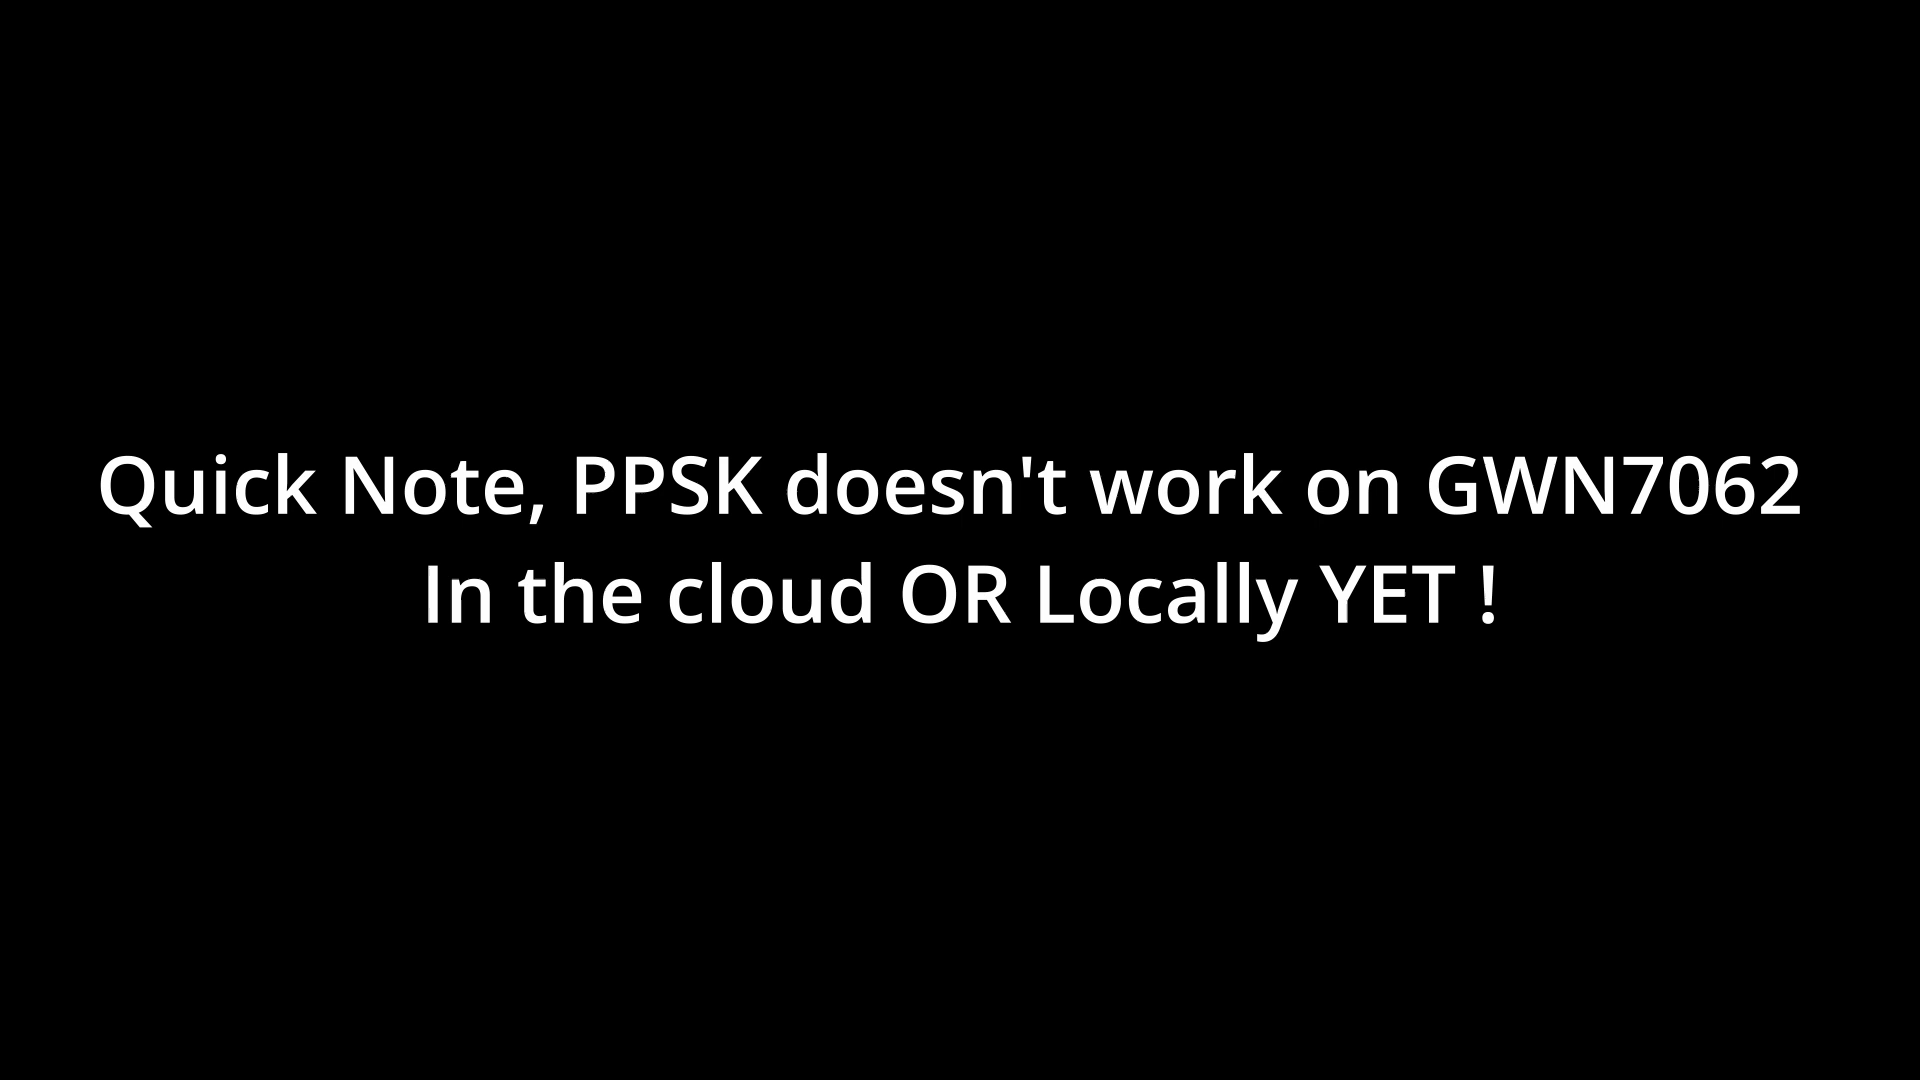 Quick Note, PPSK doesn't work on GWN7062
In the cloud OR Locally YET !